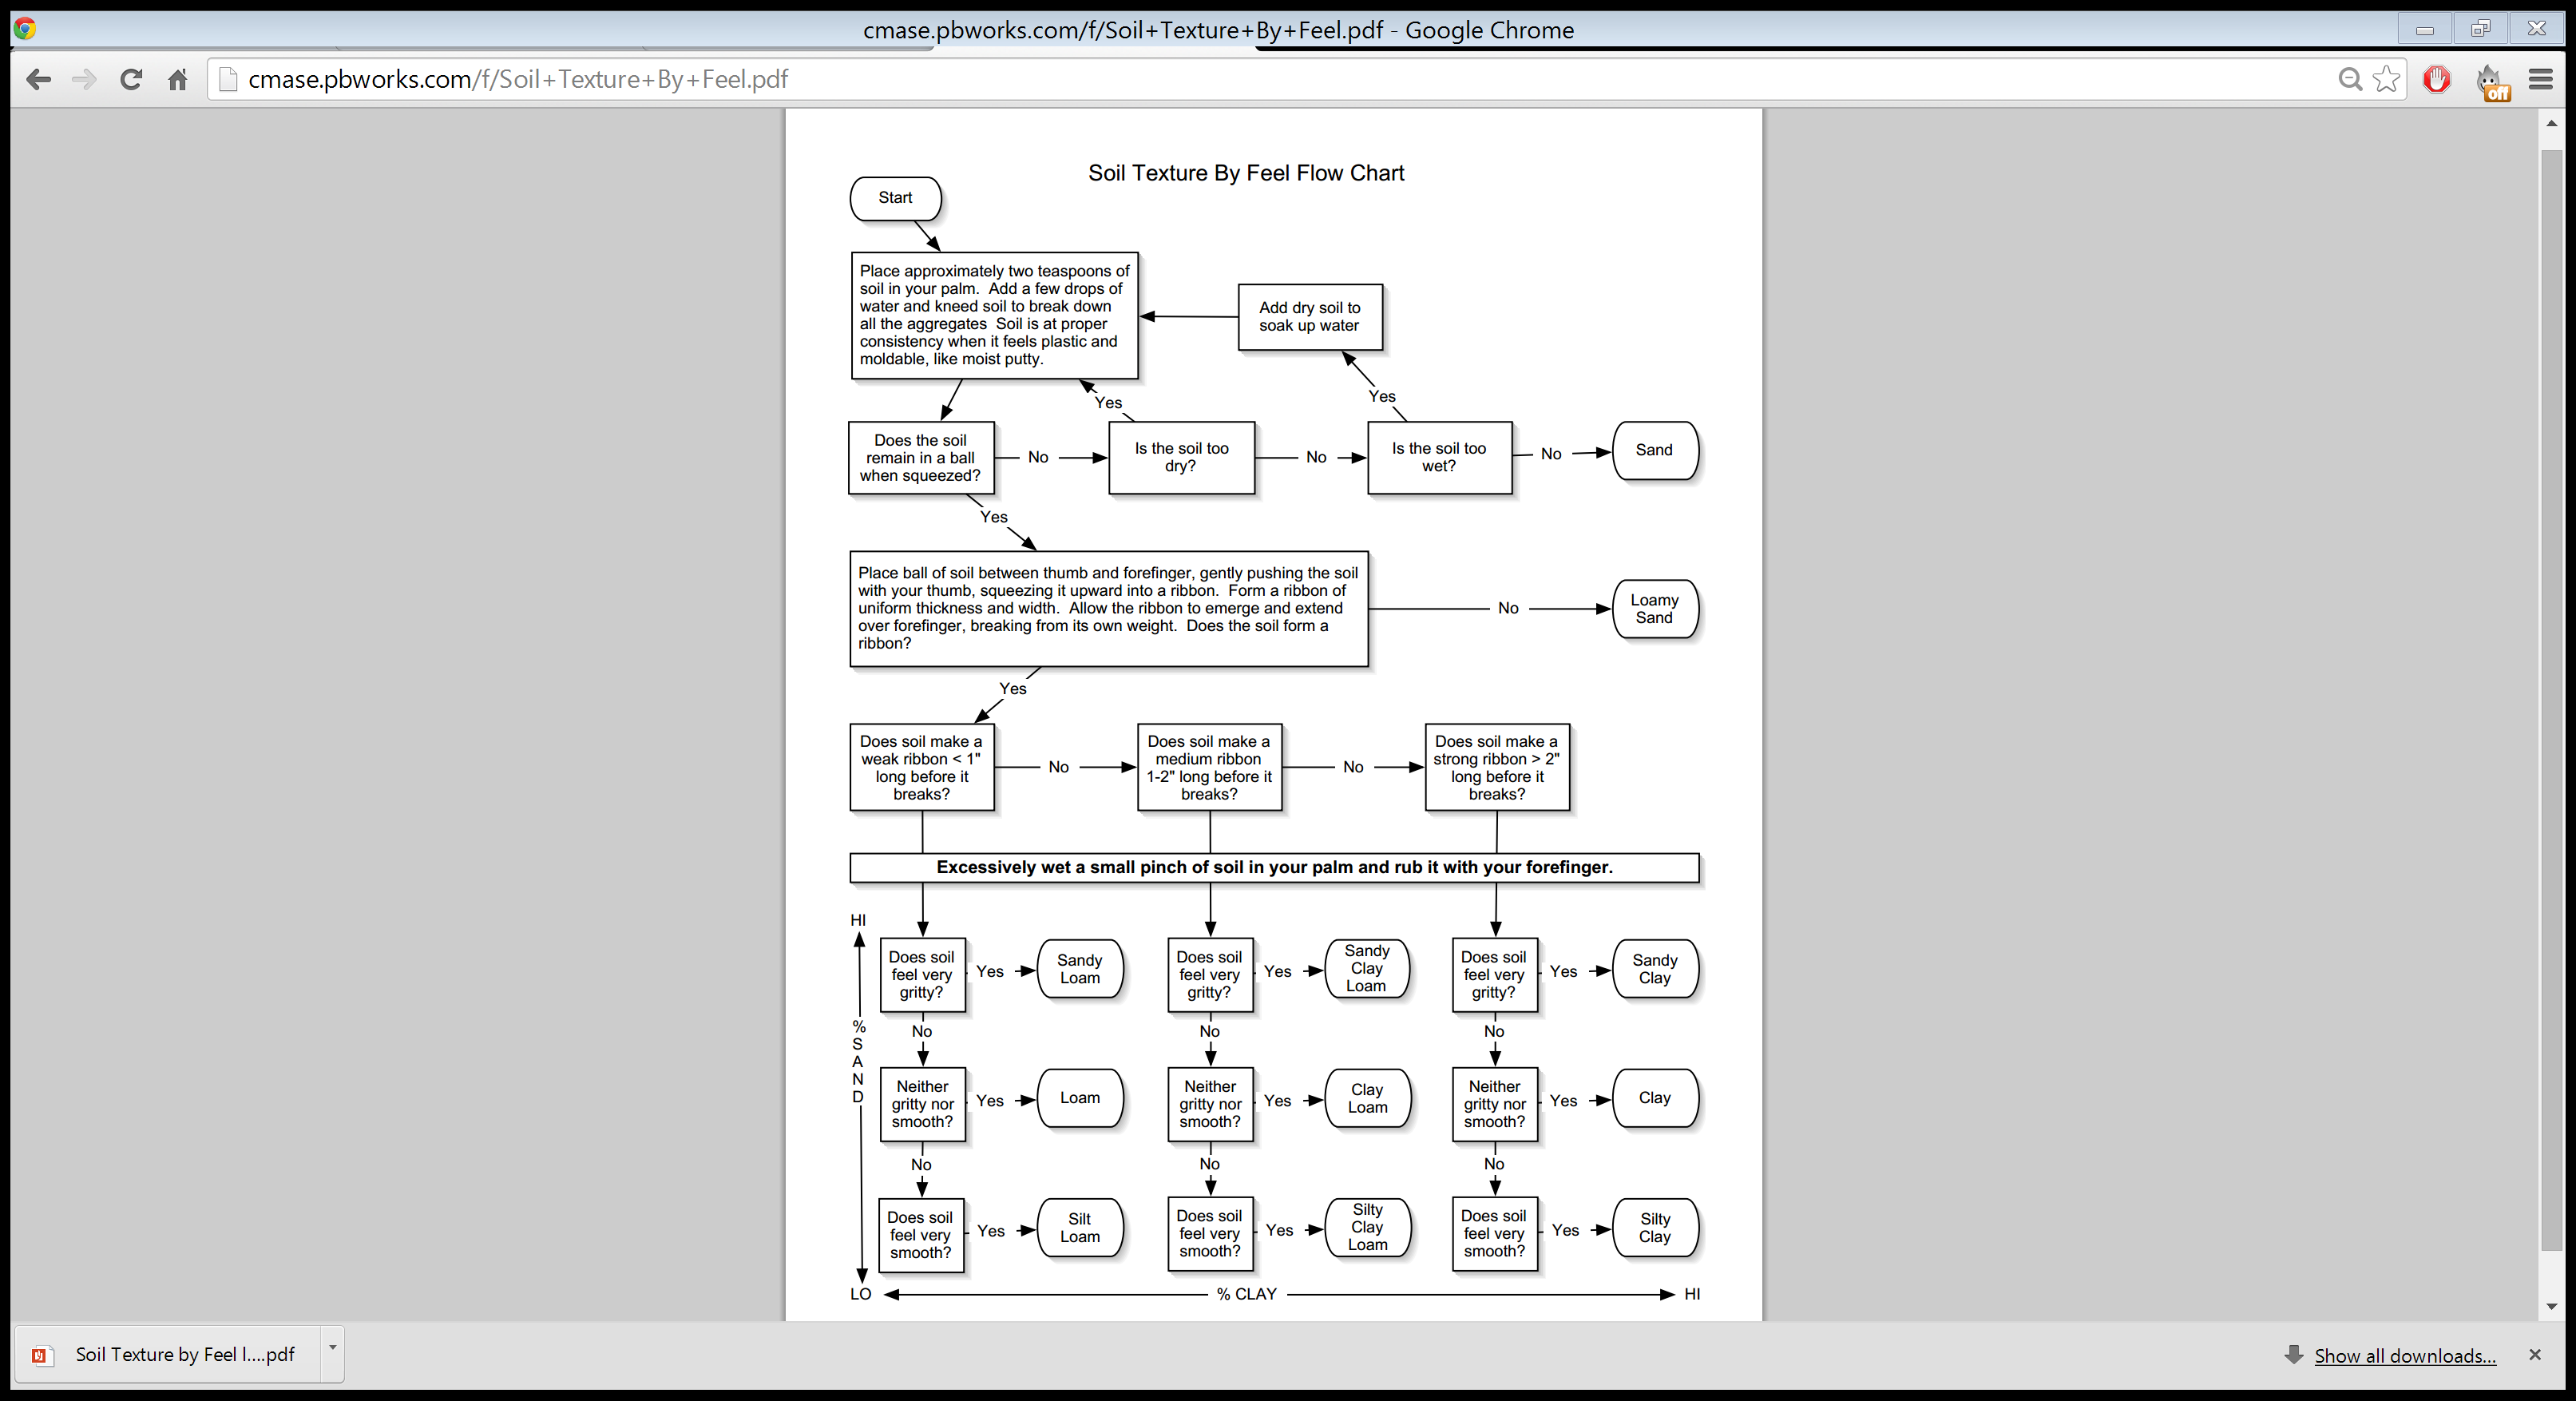 cmase.pbworks.com/f/Soil+Texture+By+Feel.pdf - Google Chrome
cmase.pbworks.com/f/Soil+Texture+By+Feel.pdf
off
Soil Texture By Feel Flow Chart
Start
Place approximately two teaspoons of
soil in your palm. Add a few drops of
water and kneed soil to break down
all the aggregates Soil is at proper
consistency when it feels plastic and
moldable, like moist putty.
Add dry soil to
soak up water
Yes
Yes
Does the soil
remain in a ball
when squeezed?
No
Is the soil too
dry?
No
Is the soil too
wet?
No
Sand
Yes
Place ball of soil between thumb and forefinger, gently pushing the soil
with your thumb, squeezing it upward into a ribbon. Form a ribbon of
uniform thickness and width. Allow the ribbon to emerge and extend
over forefinger, breaking from its own weight. Does the soil form a
ribbon?
No
Loamy
Sand
Yes
Does soil make a
weak ribbon < 1"
long before it
breaks?
No
Does soil make a
medium ribbon
1-2" long before it
breaks?
No
Does soil make a
strong ribbon > 2"
long before it
breaks?
Excessively wet a small pinch of soil in your palm and rub it with your forefinger.
HI
% SAND
Does soil
feel very
gritty?
Yes
Sandy
Loam
Does soil
feel very
gritty?
Yes
Sandy
Clay
Loam
Does soil
feel very
gritty?
Yes
Sandy
Clay
No
No
No
Neither
gritty nor
smooth?
Yes
Loam
Neither
gritty nor
smooth?
Yes
Clay
Loam
Neither
gritty nor
smooth?
Yes
Clay
No
No
No
Does soil
feel very
smooth?
Yes
Silt
Loam
Does soil
feel very
smooth?
Yes
Silty
Clay
Loam
Does soil
feel very
smooth?
Yes
Silty
Clay
LO
% CLAY
HI
Soil Texture by Feel l....pdf
Show all downloads...